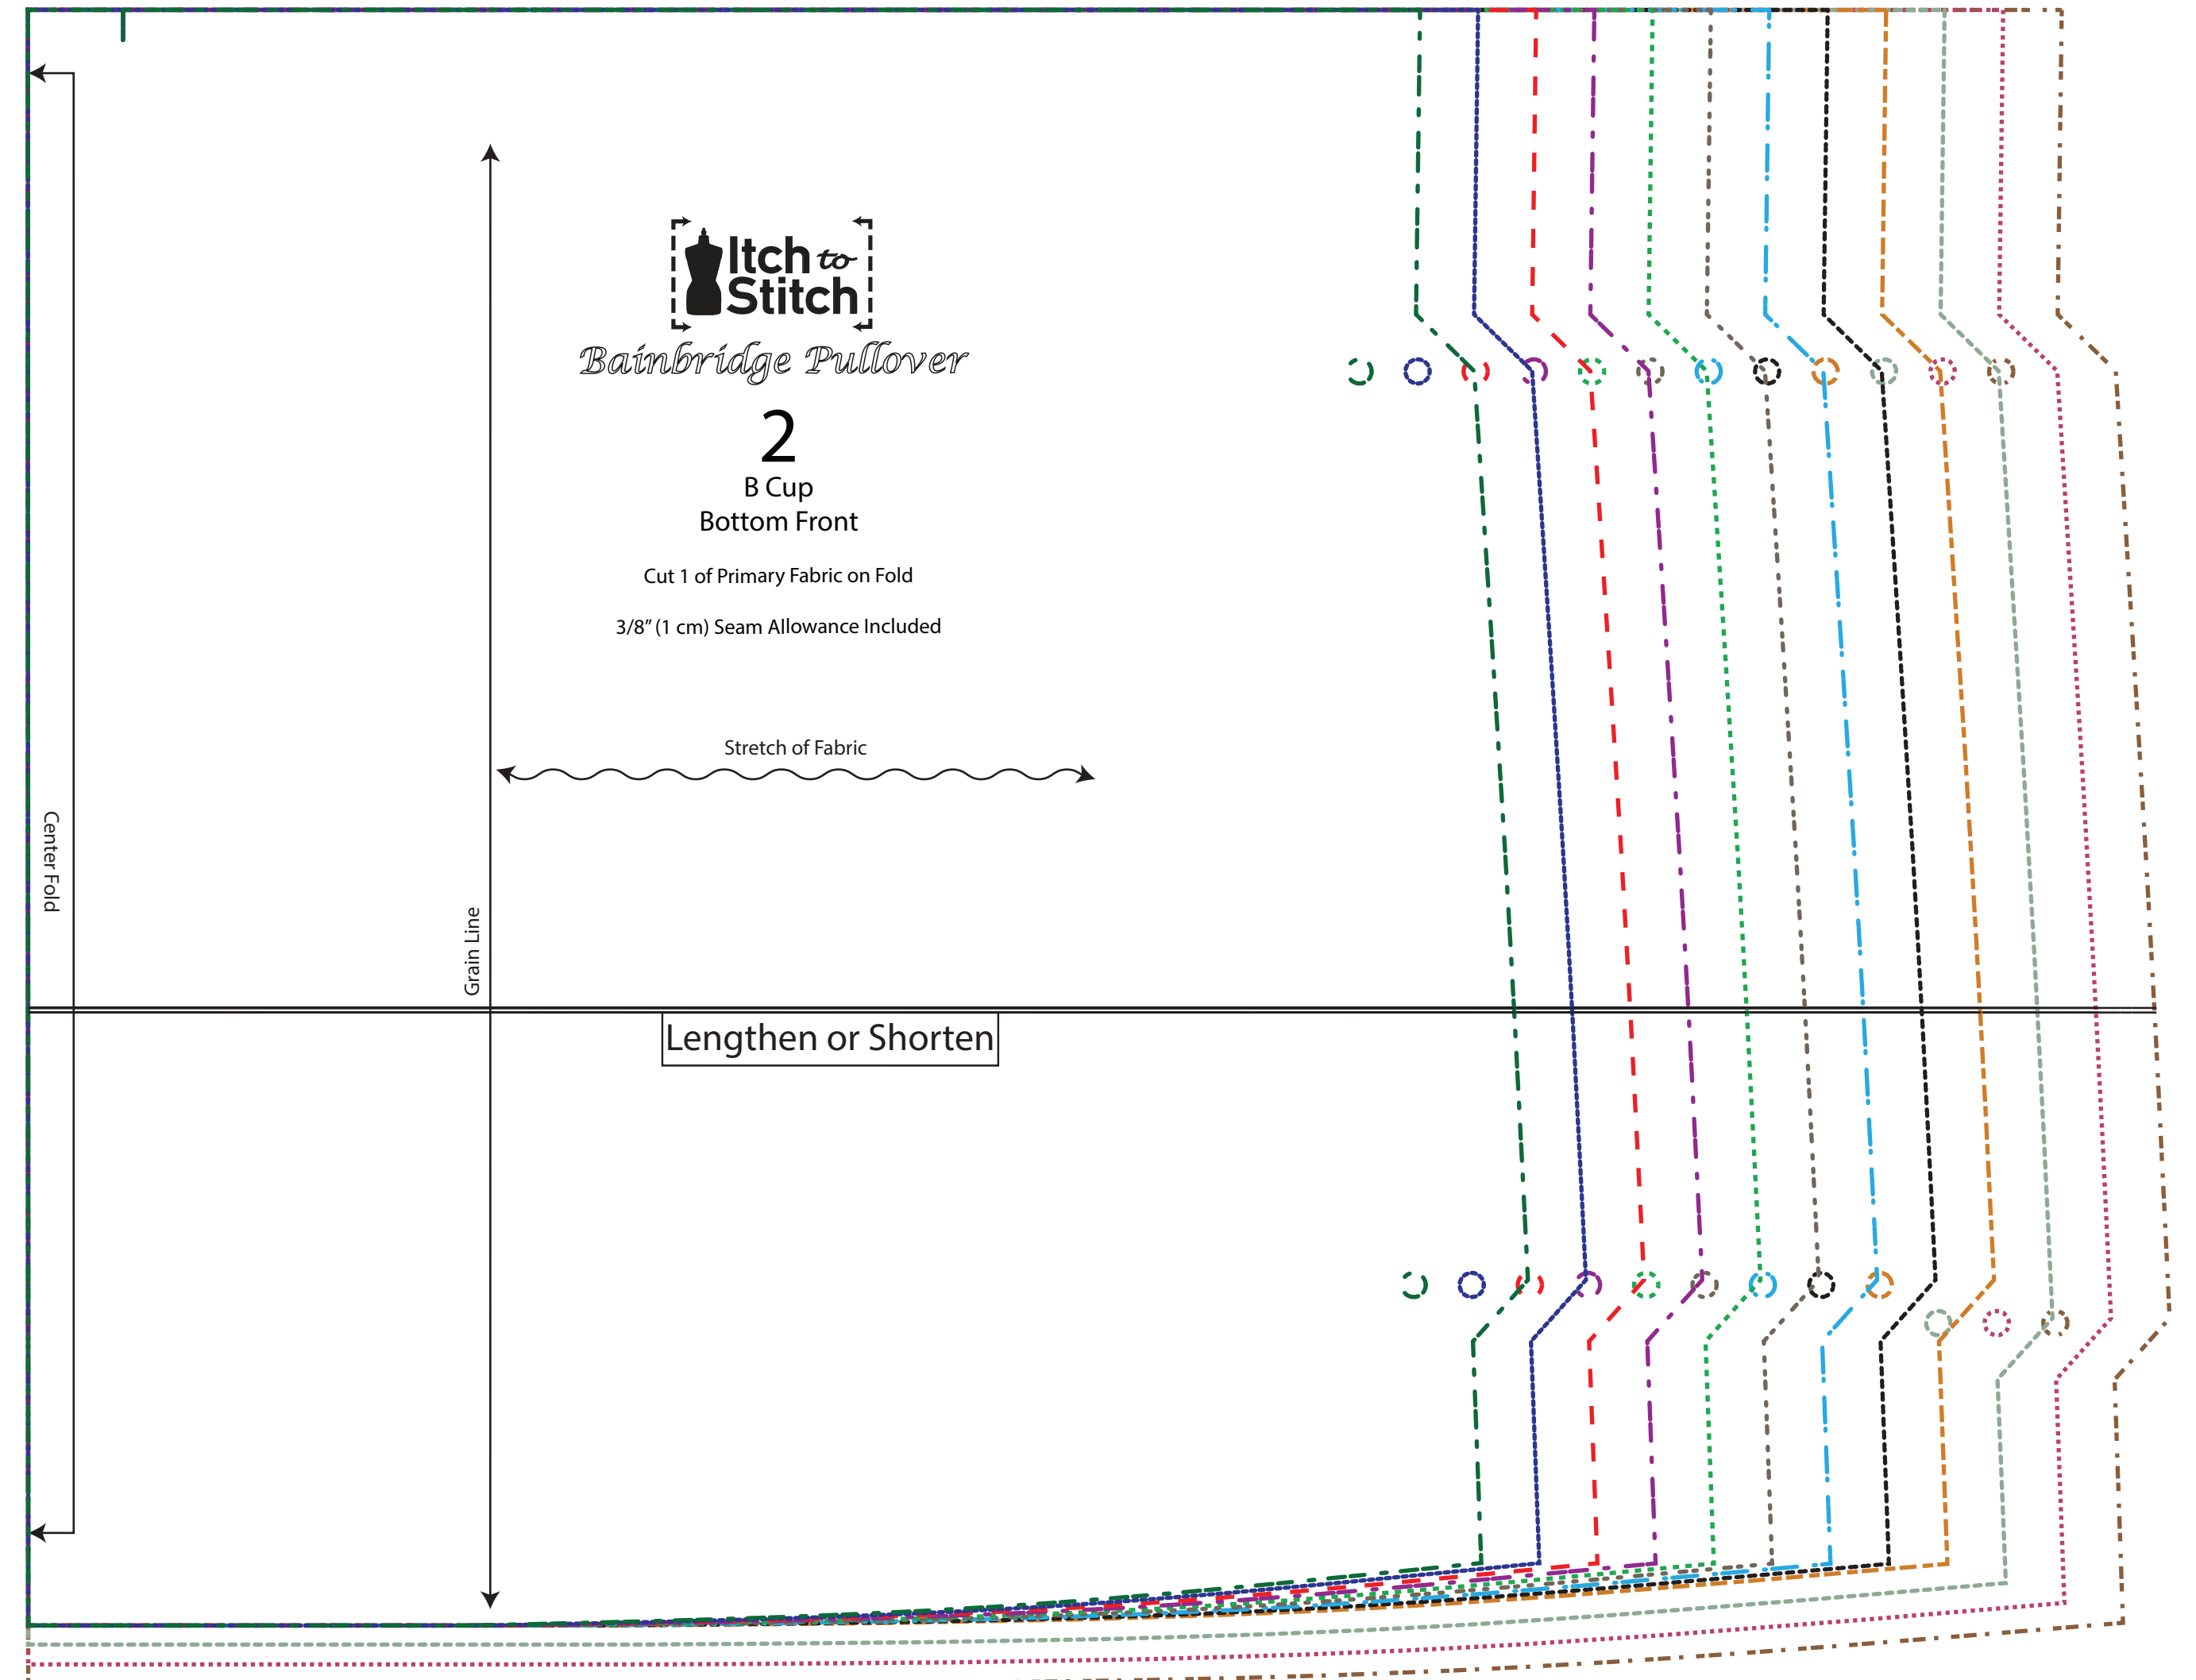 Itch to
Stitch
Bainbridge Pullover
2
B Cup
Bottom Front
Cut 1 of Primary Fabric on Fold
3/8” (1 cm) Seam Allowance Included
Stretch of Fabric
Center Fold
Grain Line
Lengthen or Shorten